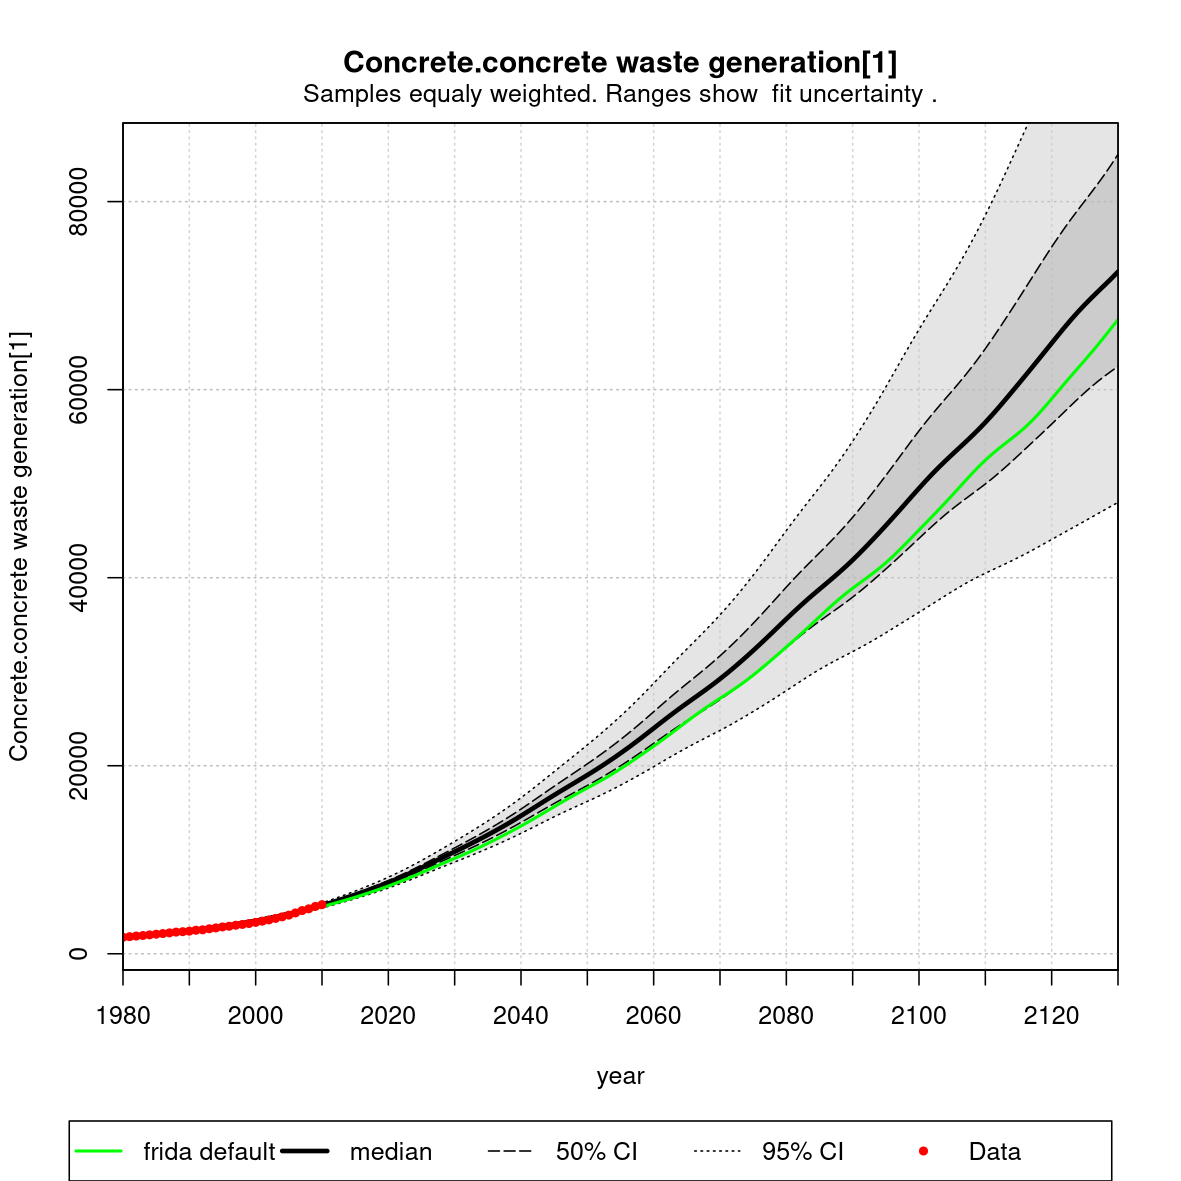 Concrete.concrete waste generation[1]
Samples equaly weighted. Ranges show  fit uncertainty .
Concrete.concrete waste generation[1]
80000
60000
40000
20000
0
1980 2000 2020 2040 2060 2080 2100 2120
year
frida default median 50% CI 95% CI Data